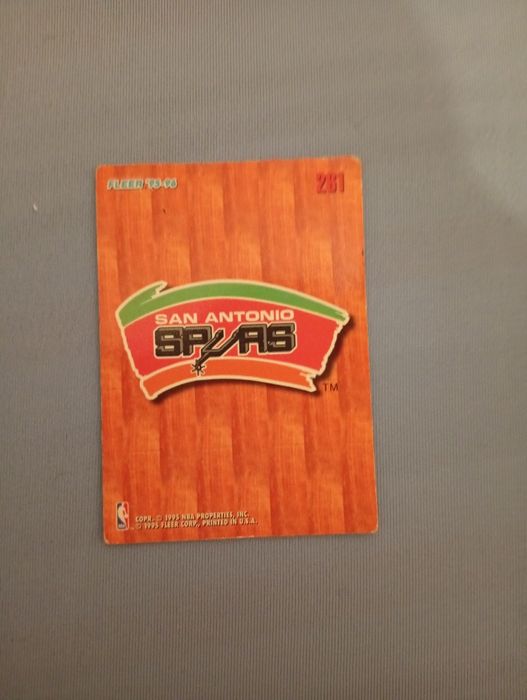 FLEER '95-96
261
SAN ANTONIO
SPURS
TM
COPR. © 1995 NBA PROPERTIES, INC.
© 1995 FLEER CORP., PRINTED IN U.S.A.